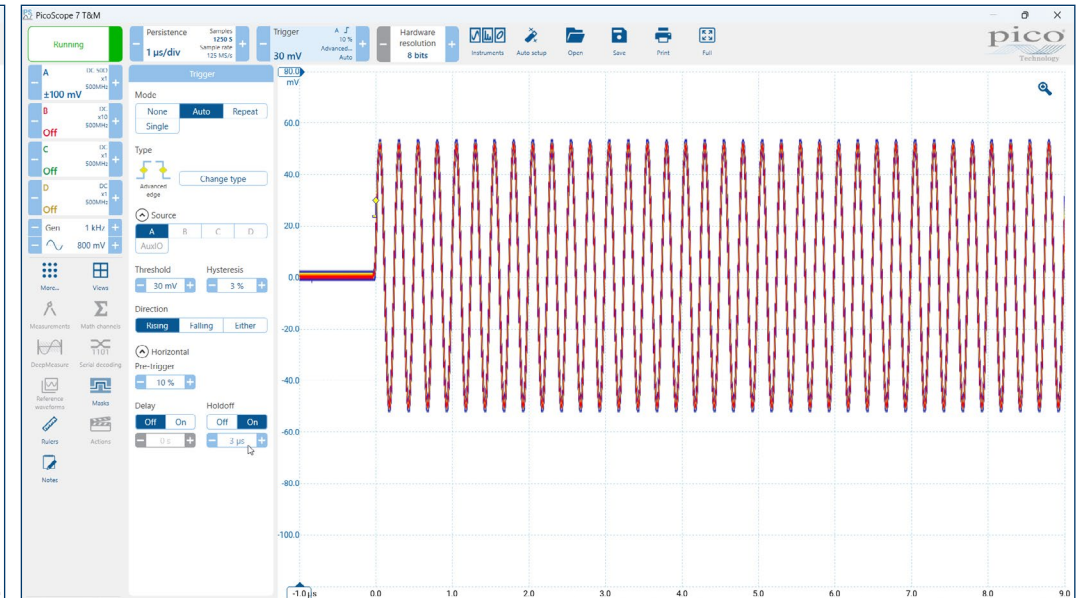 PicoScope 7 T&M
Running
Persistence
1 µs/div
Samples
1250 S
Sample rate
125 MS/s
Trigger
30 mV
A
10 %
Advanced...
Auto
Hardware
resolution
8 bits
Instruments
Auto setup
Open
Save
Print
Full
pico
Technology
A
±100 mV
x1
500MHz
B
DC
x10
500MHz
Off
C
DC
x1
500MHz
Off
D
DC
x1
500MHz
Off
Gen 1 kHz
800 mV
More...
Views
Measurements
Math channels
DeepMeasure
Serial decoding
Reference
waveforms
Masks
Rulers
Actions
Notes
Trigger
Mode
None Auto Repeat
Single
Type
Advanced
edge
Change type
Source
A B C D
AuxIO
Threshold Hysteresis
30 mV 3 %
Direction
Rising Falling Either
Horizontal
Pre-trigger
10 %
Delay Holdoff
Off On Off On
0 s 3 µs
80.0
mV
60.0
40.0
20.0
0.0
-20.0
-40.0
-60.0
-80.0
-100.0
-1.0 µs 0.0 1.0 2.0 3.0 4.0 5.0 6.0 7.0 8.0 9.0